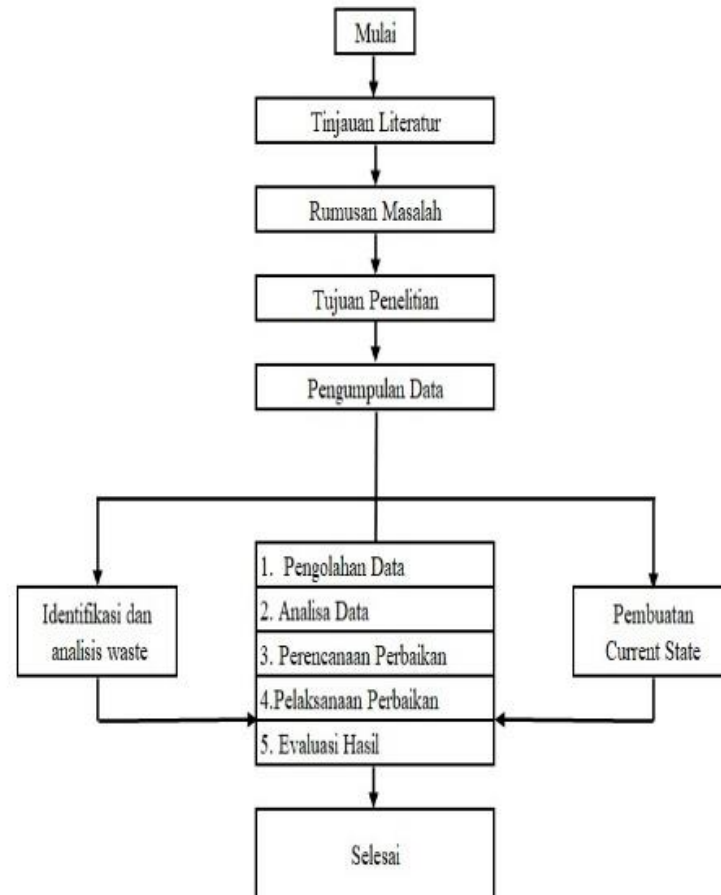 Mulai
Tinjauan Literatur
Rumusan Masalah
Tujuan Penelitian
Pengumpulan Data
Identifikasi dan
analisis waste
1. Pengolahan Data
2. Analisa Data
3. Perencanaan Perbaikan
4.Pelaksanaan Perbaikan
5. Evaluasi Hasil
Pembuatan
Current State
Selesai